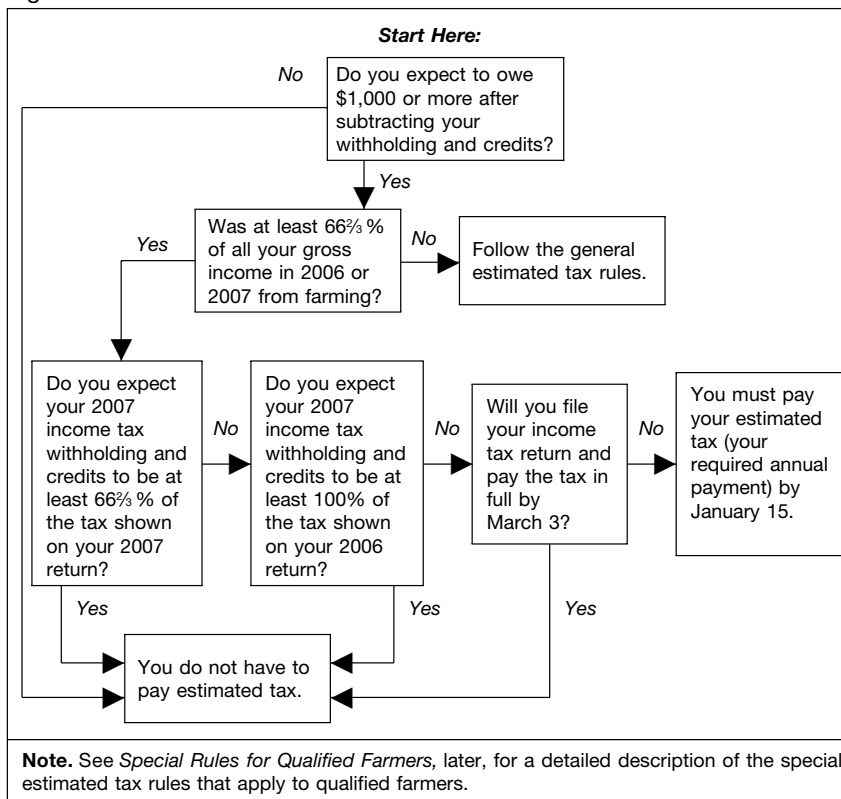 Start Here:
No
Do you expect to owe
$1,000 or more after
subtracting your
withholding and credits?
Yes
Yes
Was at least 66⅔ %
of all your gross
income in 2006 or
2007 from farming?
No
Follow the general
estimated tax rules.
Do you expect
your 2007
income tax
withholding and
credits to be at
least 66⅔ % of
the tax shown
on your 2007
return?
No
Do you expect
your 2007
income tax
withholding and
credits to be at
least 100% of
the tax shown
on your 2006
return?
No
Will you file
your income
tax return and
pay the tax in
full by
March 3?
No
You must pay
your estimated
tax (your
required annual
payment) by
January 15.
Yes
Yes
Yes
You do not have to
pay estimated tax.
Note. See Special Rules for Qualified Farmers, later, for a detailed description of the special
estimated tax rules that apply to qualified farmers.